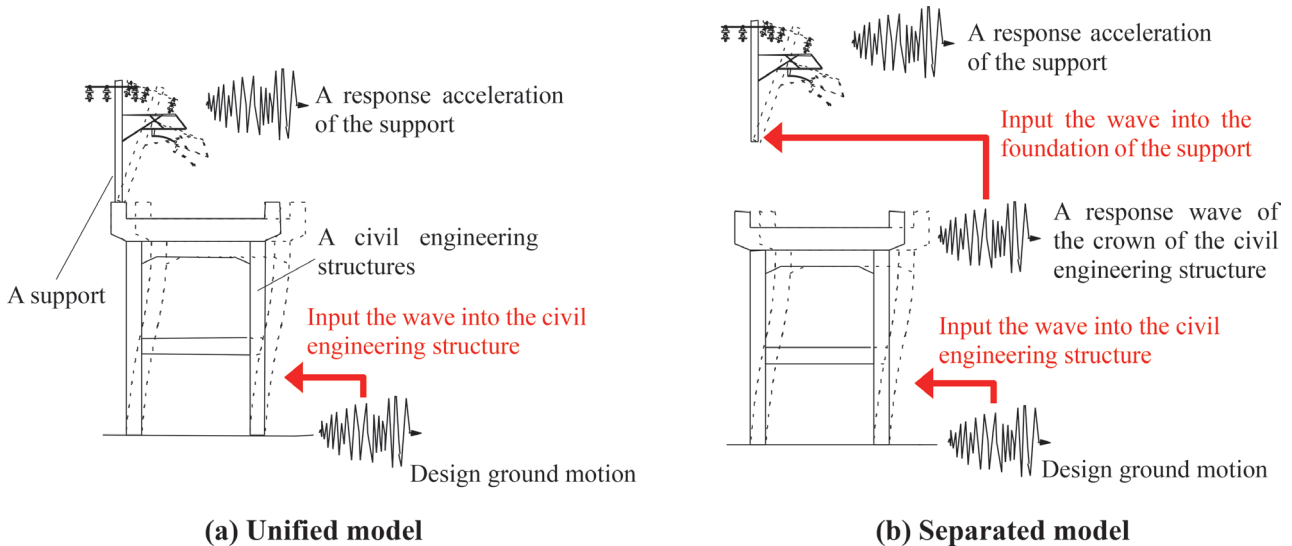 A response acceleration
of the support
A civil engineering
structures
A support
Input the wave into the civil
engineering structure
Design ground motion
(a) Unified model
A response acceleration
of the support
Input the wave into the
foundation of the support
A response wave of
the crown of the civil
engineering structure
Input the wave into the civil
engineering structure
Design ground motion
(b) Separated model